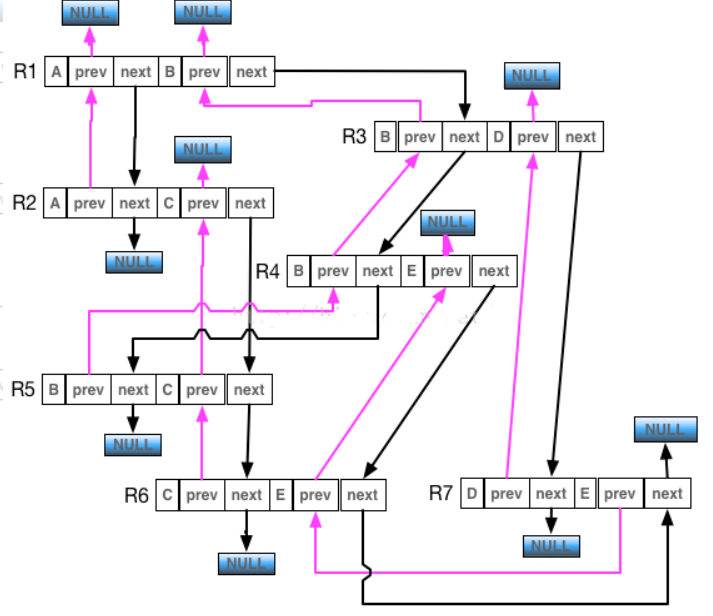 NULL NULL
R1 A prev next B prev next
NULL
R3 B prev next D prev next
NULL
R2 A prev next C prev next
NULL
NULL
R4 B prev next E prev next
R5 B prev next C prev next
NULL
NULL
R6 C prev next E prev next
R7 D prev next E prev next
NULL
NULL